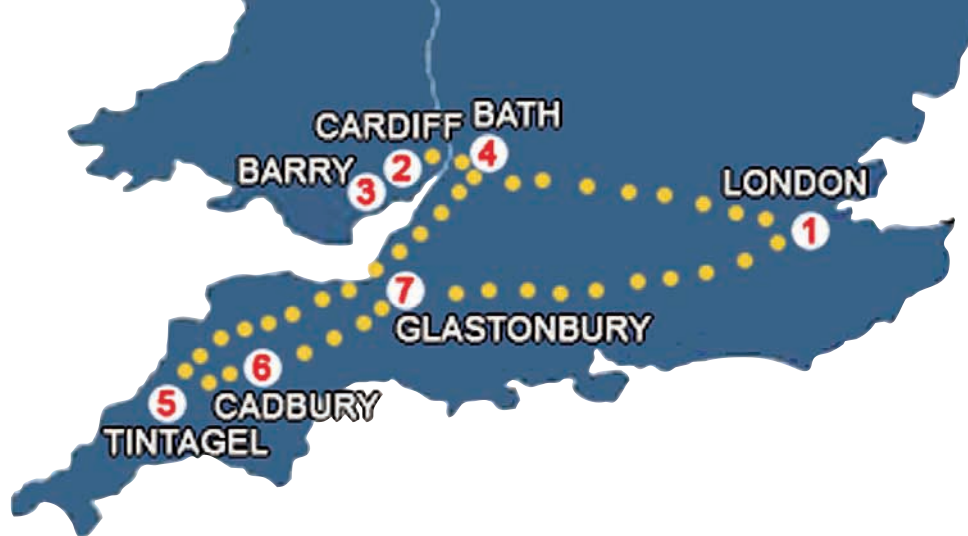 CARDIFF BATH
4
BARRY 2
3
LONDON
1
7
GLASTONBURY
6
5 CADBURY
TINTAGEL